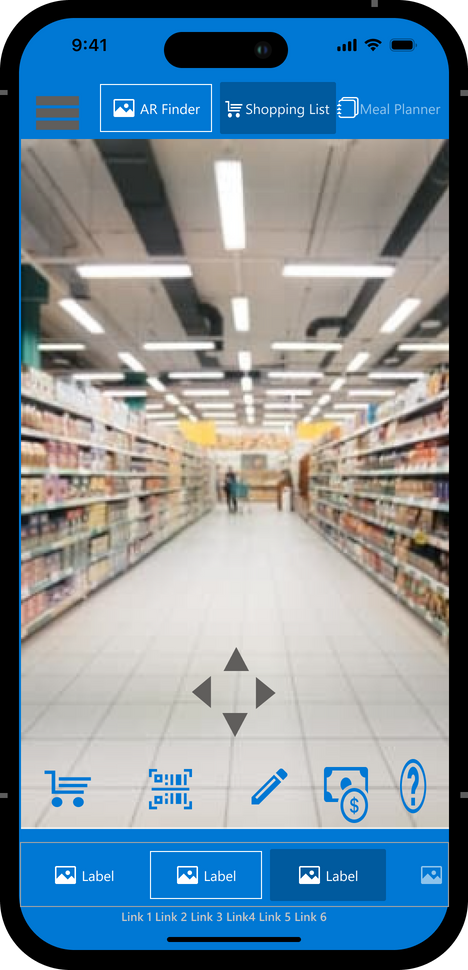 9:41
AR Finder Shopping List Meal Planner
$
?
Label Label Label
Link 1 Link 2 Link 3 Link4 Link 5 Link 6